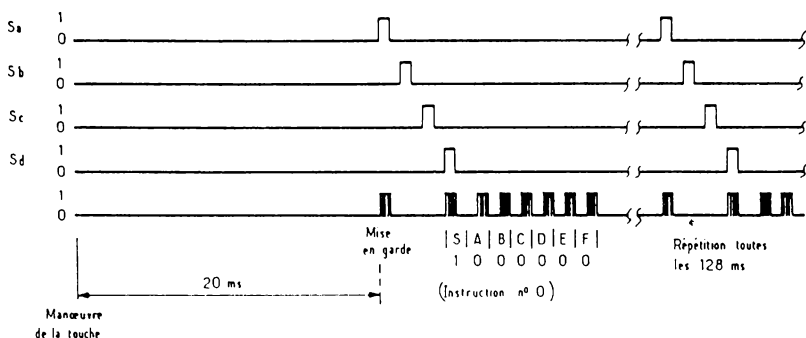 Sa 1 0
Sb 1 0
Sc 1 0
Sd 1 0
1 0
Mise
en garde
| S | A | B | C | D | E | F |
1 0 0 0 0 0 0
(Instruction n° 0)
*
Répétition toutes
les 128 ms
20 ms
Manœuvre
de la touche